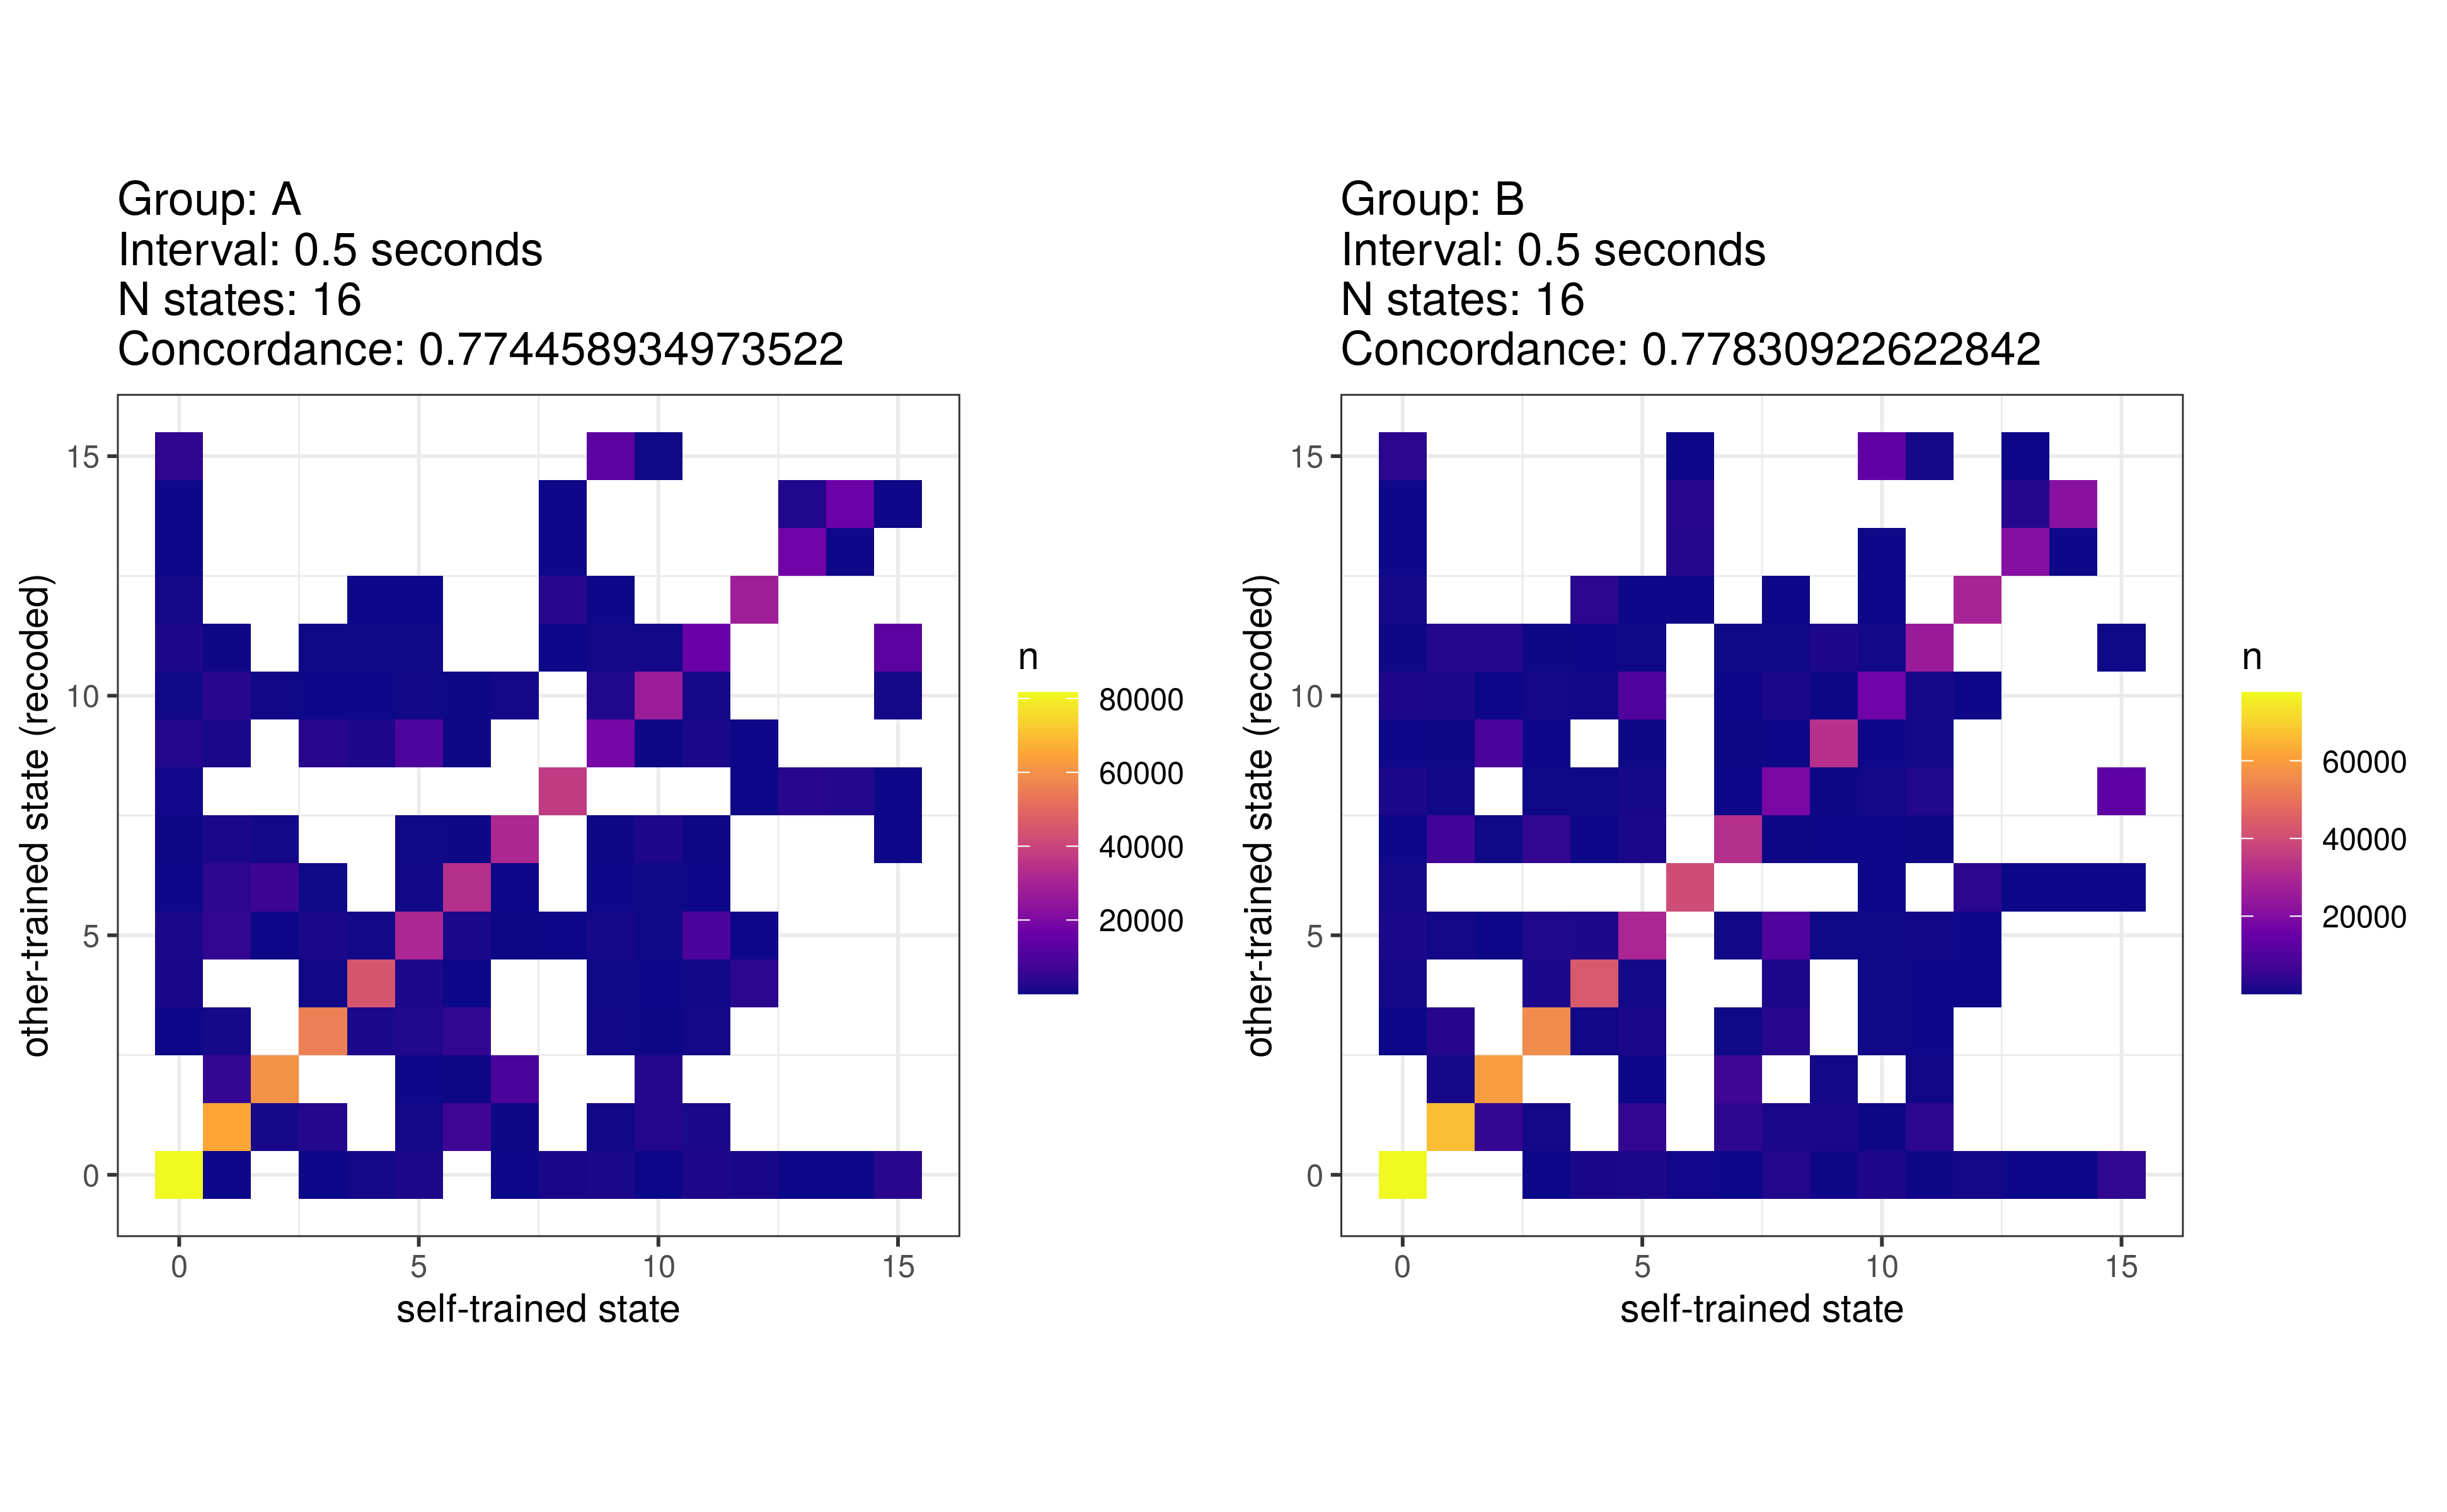 Group: A
Interval: 0.5 seconds
N states: 16
Concordance: 0.774458934973522
other-trained state (recoded)
15
10
5
0
0 5 10 15
self-trained state
n
80000
60000
40000
20000
Group: B
Interval: 0.5 seconds
N states: 16
Concordance: 0.77830922622842
other-trained state (recoded)
15
10
5
0
0 5 10 15
self-trained state
n
60000
40000
20000